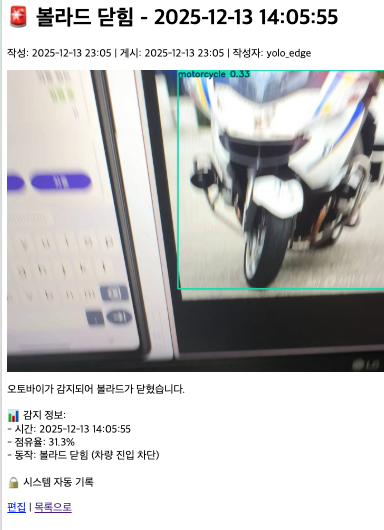 🚨 볼라드 닫힘 - 2025-12-13 14:05:55
작성: 2025-12-13 23:05 | 게시: 2025-12-13 23:05 | 작성자: yolo_edge
motorcycle 0.33
LG
오토바이가 감지되어 볼라드가 닫혔습니다.
📊 감지 정보:
- 시간: 2025-12-13 14:05:55
- 점유율: 31.3%
- 동작: 볼라드 닫힘 (차량 진입 차단)
🔒 시스템 자동 기록
편집 | 목록으로